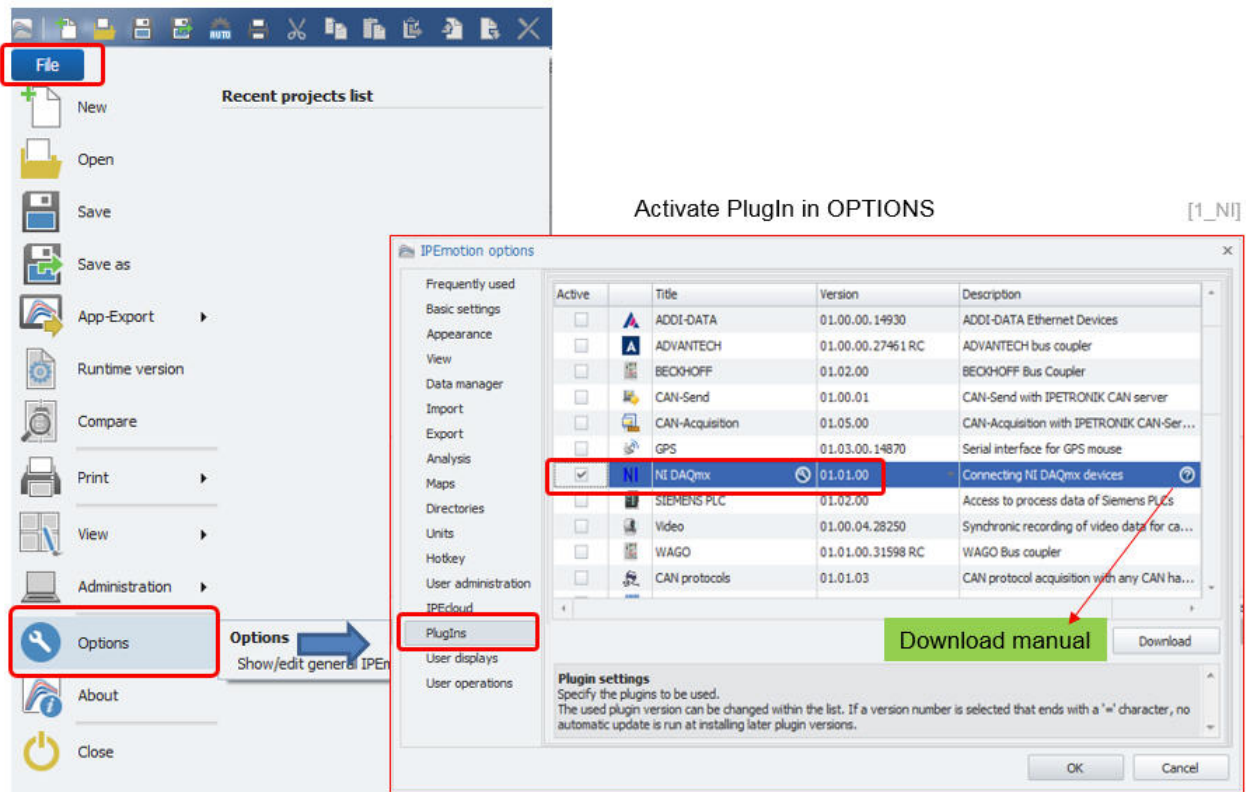 AUTO
File
New
Recent projects list
Open
Save
Save as
App-Export
Runtime version
Compare
Print
View
Administration
Options
Options
Show/edit general IPEm
About
Close
Activate PlugIn in OPTIONS
[1_NI]
IPEmotion options
Frequently used
Basic settings
Appearance
View
Data manager
Import
Export
Analysis
Maps
Directories
Units
Hotkey
User administration
IPEcloud
PlugIns
User displays
User operations
Active Title Version Description
ADDI-DATA 01.00.00.14930 ADDI-DATA Ethernet Devices
A ADVANTECH 01.00.00.27461 RC ADVANTECH bus coupler
BECKHOFF 01.02.00 BECKHOFF Bus Coupler
CAN-Send 01.00.01 CAN-Send with IPETRONIK CAN server
CAN-Acquisition 01.05.00 CAN-Acquisition with IPETRONIK CAN-Ser...
GPS 01.03.00.14870 Serial interface for GPS mouse
NI NI DAQmx 01.01.00 Connecting NI DAQmx devices ?
SIEMENS PLC 01.02.00 Access to process data of Siemens PLCs
Video 01.00.04.28250 Synchronic recording of video data for ca...
WAGO 01.01.00.31598 RC WAGO Bus coupler
CAN protocols 01.01.03 CAN protocol acquisition with any CAN ha...
Download manual
Download
Plugin settings
Specify the plugins to be used.
The used plugin version can be changed within the list. If a version number is selected that ends with a '=' character, no
automatic update is run at installing later plugin versions.
OK Cancel